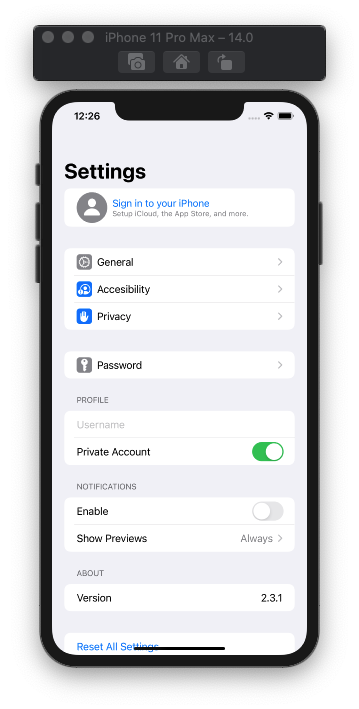 iPhone 11 Pro Max – 14.0
12:26
Settings
Sign in to your iPhone
Setup iCloud, the App Store, and more.
General
Accesibility
Privacy
Password
PROFILE
Username
Private Account
NOTIFICATIONS
Enable
Show Previews Always
ABOUT
Version 2.3.1
Reset All Settings